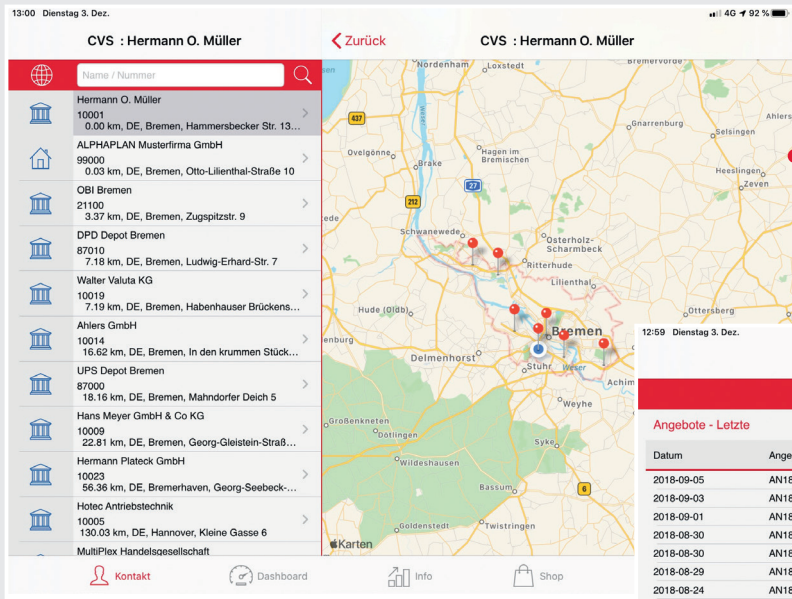 13:00 Dienstag 3. Dez.
4G 92 %
CVS : Hermann O. Müller
Zurück
CVS : Hermann O. Müller
Name / Nummer
Hermann O. Müller
10001
0.00 km, DE, Bremen, Hammersbecker Str. 13...
ALPHAPLAN Musterfirma GmbH
99000
0.03 km, DE, Bremen, Otto-Lilienthal-Straße 10
OBI Bremen
21100
3.37 km, DE, Bremen, Zugspitzstr. 9
DPD Depot Bremen
87010
7.18 km, DE, Bremen, Ludwig-Erhard-Str. 7
Walter Valuta KG
10019
7.19 km, DE, Bremen, Habenhauser Brückens...
Ahlers GmbH
10014
16.62 km, DE, Bremen, In den krummen Stück...
UPS Depot Bremen
87000
18.16 km, DE, Bremen, Mahndorfer Deich 5
Hans Meyer GmbH & Co KG
10009
22.81 km, DE, Bremen, Georg-Gleistein-Straß...
Hermann Plateck GmbH
10023
56.36 km, DE, Bremerhaven, Georg-Seebeck-...
Hotec Antriebstechnik
10005
130.03 km, DE, Hannover, Kleine Gasse 6
MultiPlex Handelsgesellschaft
Nordenham
Loxstedt
Bremervörde
437
Gnarrenburg
Selsingen
Ahlers
Ovelgönne
Brake
Hagen im
Bremischen
Heeslingen
Zeven
27
212
Schwanewede
Osterholz-
Scharmbeck
Ritterhude
Lilienthal
Hude (Oldb)
Ottersberg
enburg
Bremen
Delmenhorst
Stuhr
Weser
Achim
Weyhe
Großenkneten
Dötlingen
Syke
Wildeshausen
Bassum
6
Goldenstedt
Twistringen
Karten
12:59 Dienstag 3. Dez.
Angebote - Letzte
Datum Ange
2018-09-05 AN18
2018-09-03 AN18
2018-09-01 AN18
2018-08-30 AN18
2018-08-30 AN18
2018-08-29 AN18
2018-08-24 AN18
Kontakt
Dashboard
Info
Shop